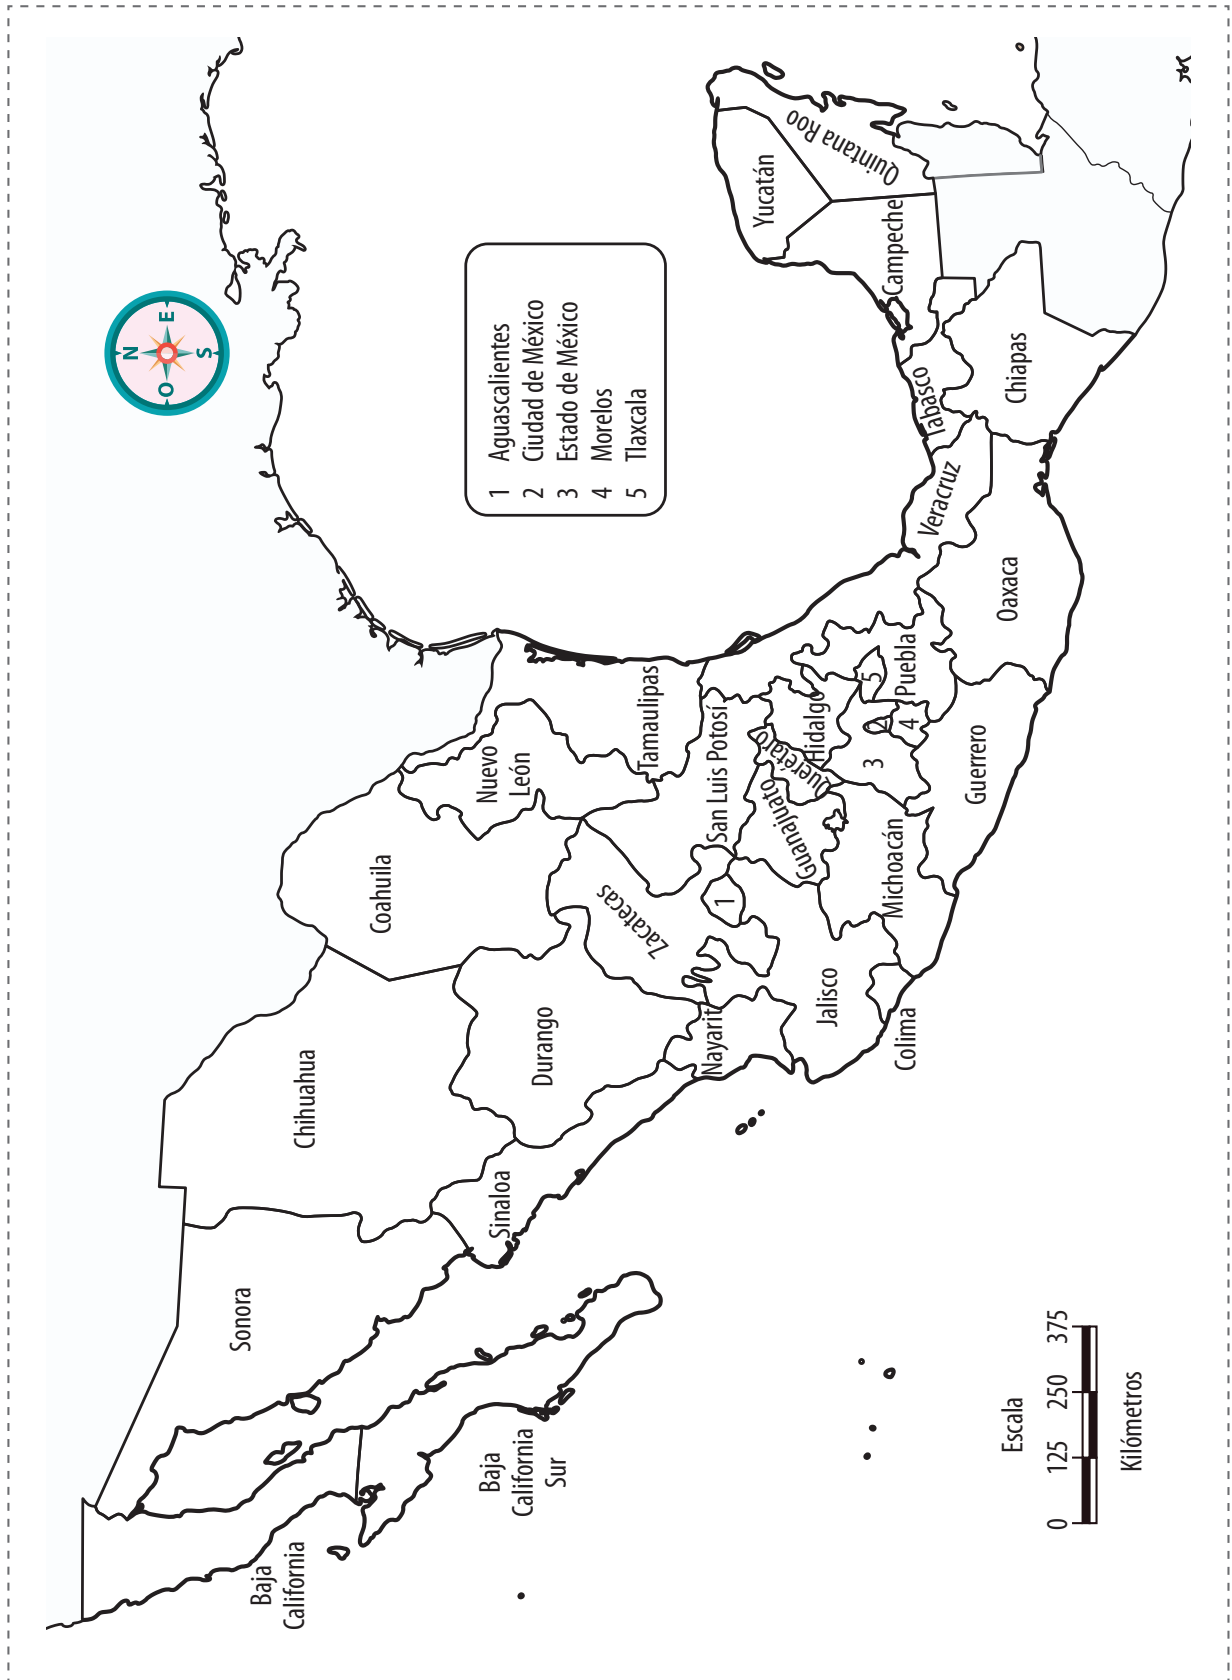 N
O
E
S
1 Aguascalientes
2 Ciudad de México
3 Estado de México
4 Morelos
5 Tlaxcala
Baja
California
Baja
California
Sur
Sonora
Chihuahua
Coahuila
Nuevo
León
Tamaulipas
Sinaloa
Durango
Zacatecas
San Luis Potosí
Nayarit
1
Jalisco
Colima
Guanajuato
Querétaro
Hidalgo
Michoacán
3
2
4
5
Puebla
Guerrero
Veracruz
Oaxaca
Tabasco
Chiapas
Campeche
Yucatán
Quintana Roo
Escala
0 125 250 375
Kilómetros